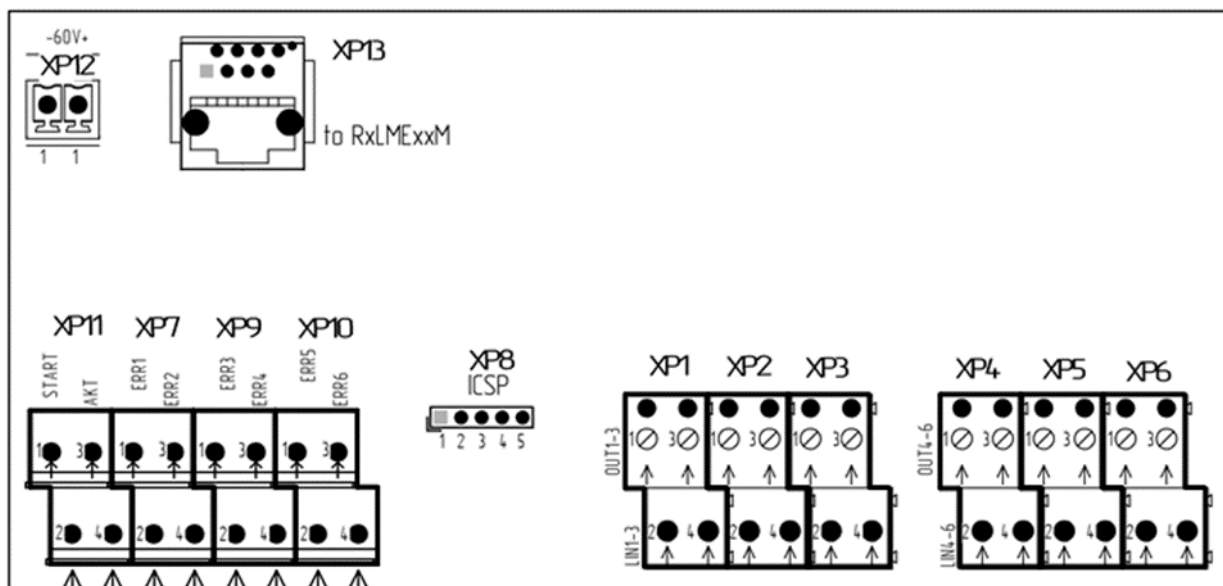 -60V+
XP12
1 1
XP13
to RxLMExxM
XP11 XP7 XP9 XP10
START AKT ERR1 ERR2 ERR3 ERR4 ERR5 ERR6
1 3 1 3 1 3 1 3
2 4 2 4 2 4 2 4
XP8
ICSP
1 2 3 4 5
XP1 XP2 XP3
OUT1-3
1 3 1 3 1 3
LIN1-3
2 4 2 4 2 4
XP4 XP5 XP6
OUT4-6
1 3 1 3 1 3
LIN4-6
2 4 2 4 2 4